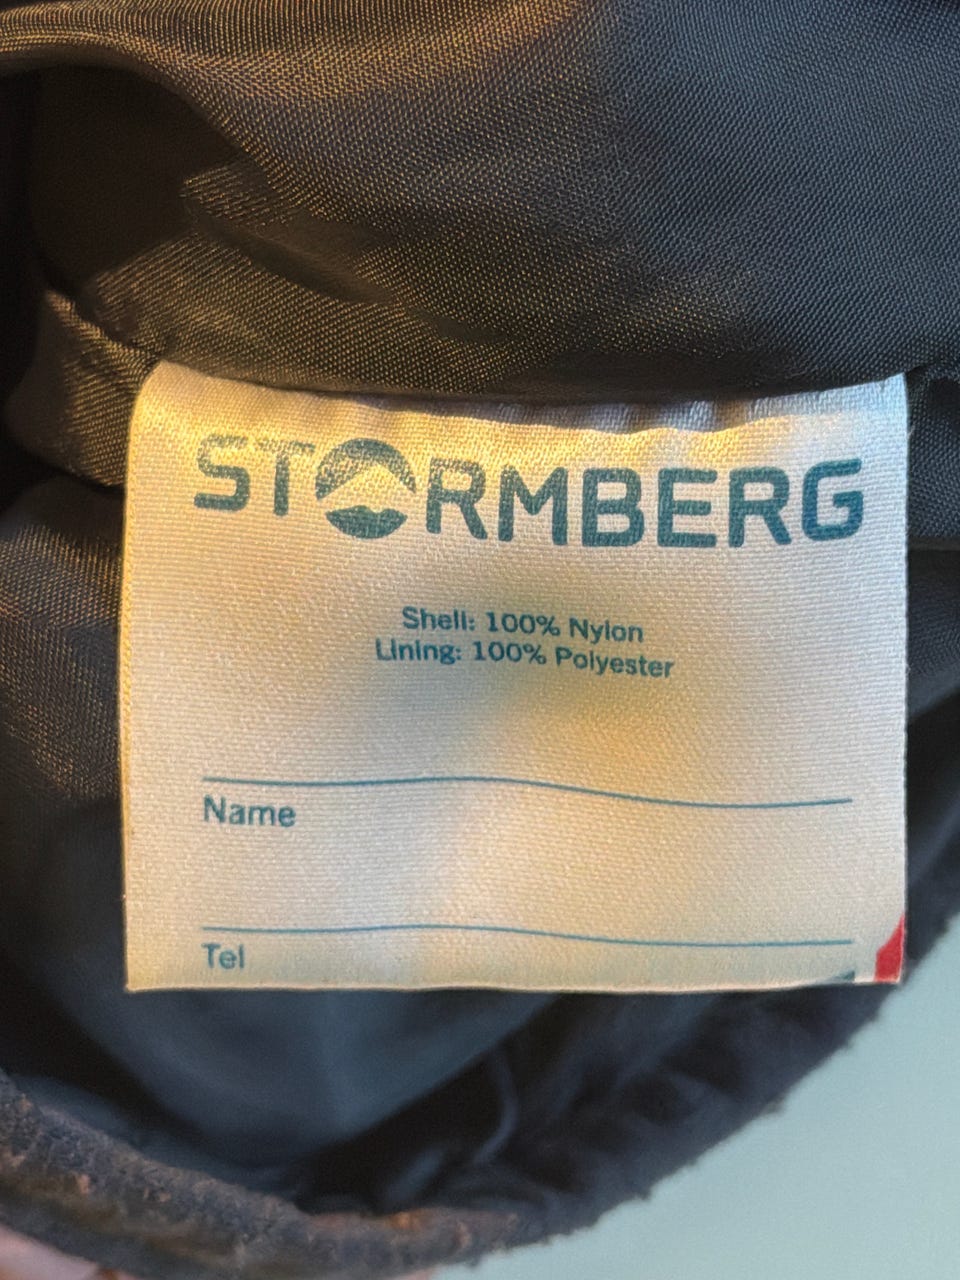 STORMBERG
Shell: 100% Nylon
Lining: 100% Polyester
Name
Tel